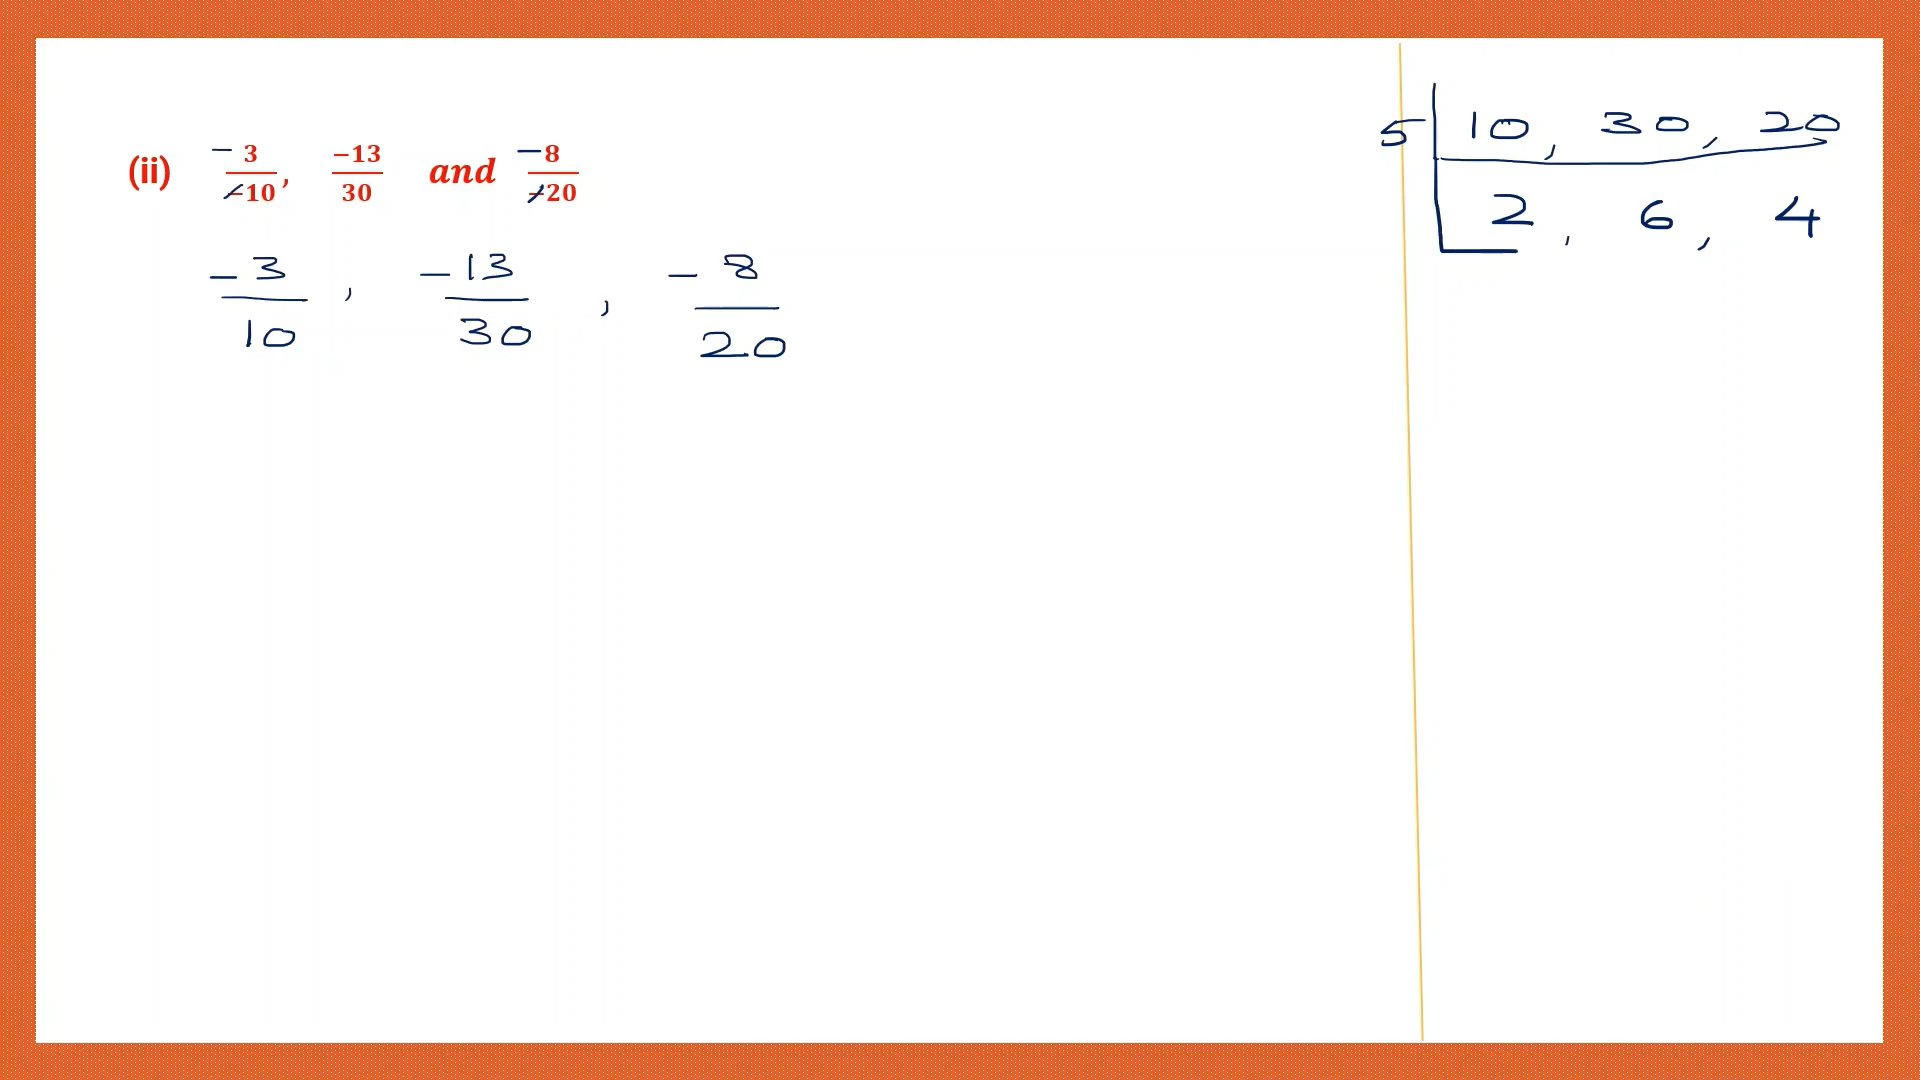 (ii) -3/-10, -13/30 and -8/-20
-3/10 , -13/30 , -8/20
5 | 10, 30, 20
2, 6, 4